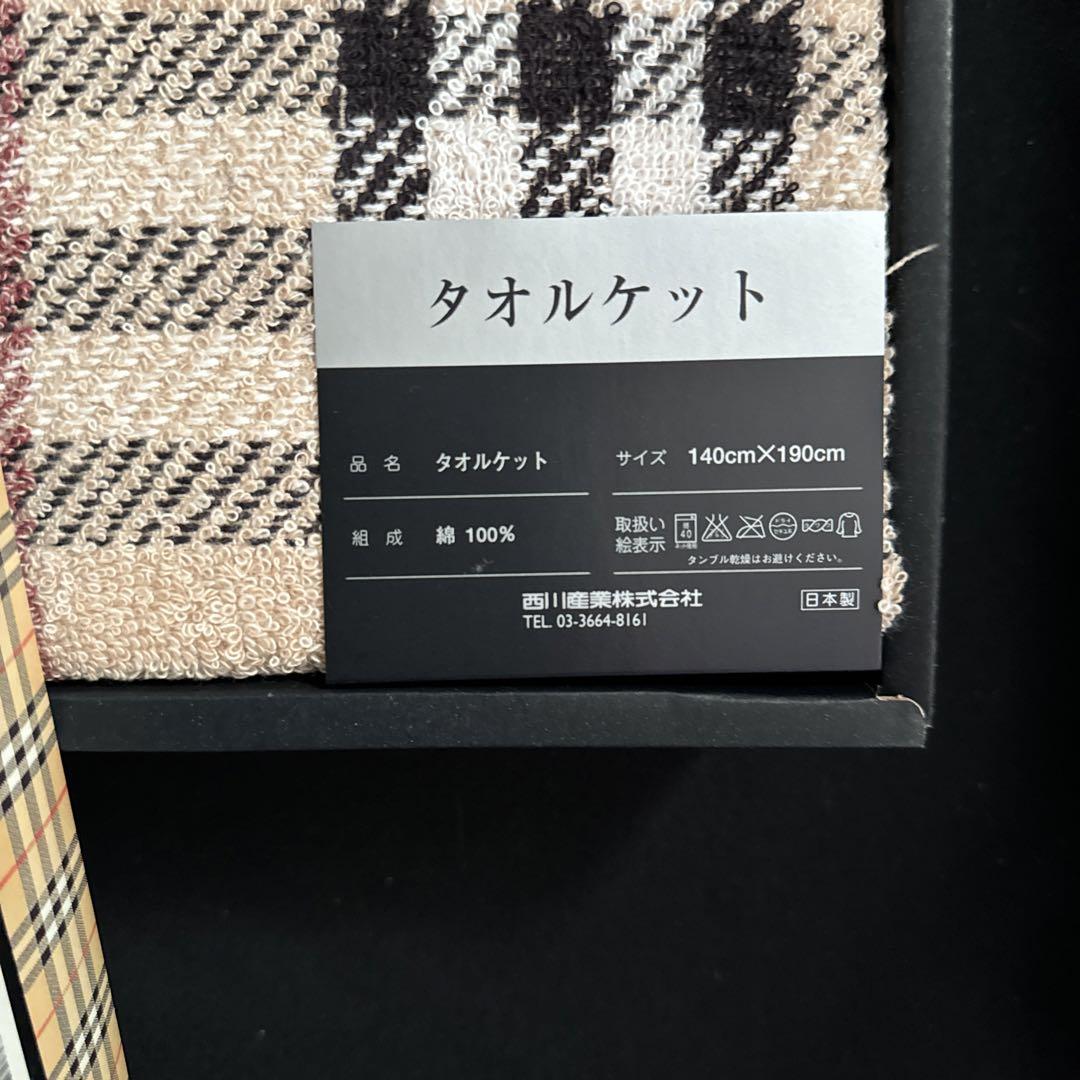 タオルケット
品名 タオルケット
サイズ 140cm×190cm
組成 綿 100%
取扱い
絵表示
40
タンブル乾燥はお避けください。
西川産業株式会社
日本製
TEL. 03-3664-8161